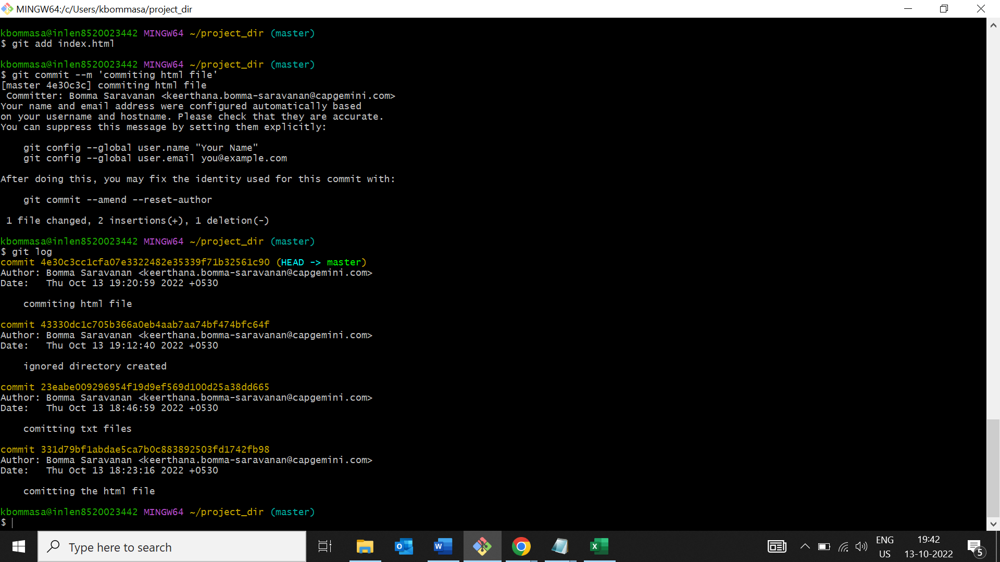 MINGW64:/c/Users/kbommasa/project_dir
kbommasa@inlen8520023442 MINGW64 ~/project_dir (master)
$ git add index.html
kbommasa@inlen8520023442 MINGW64 ~/project_dir (master)
$ git commit --m 'commiting html file'
[master 4e30c3c] commiting html file
 Committer: Bomma Saravanan <keerthana.bomma-saravanan@capgemini.com>
Your name and email address were configured automatically based
on your username and hostname. Please check that they are accurate.
You can suppress this message by setting them explicitly:
    git config --global user.name "Your Name"
    git config --global user.email you@example.com
After doing this, you may fix the identity used for this commit with:
    git commit --amend --reset-author
 1 file changed, 2 insertions(+), 1 deletion(-)
kbommasa@inlen8520023442 MINGW64 ~/project_dir (master)
$ git log
commit 4e30c3cc1cfa07e3322482e35339f71b32561c90 (HEAD -> master)
Author: Bomma Saravanan <keerthana.bomma-saravanan@capgemini.com>
Date:   Thu Oct 13 19:20:59 2022 +0530
    commiting html file
commit 43330dc1c705b366a0eb4aab7aa74bf474bfc64f
Author: Bomma Saravanan <keerthana.bomma-saravanan@capgemini.com>
Date:   Thu Oct 13 19:12:40 2022 +0530
    ignored directory created
commit 23eabe009296954f19d9ef569d100d25a38dd665
Author: Bomma Saravanan <keerthana.bomma-saravanan@capgemini.com>
Date:   Thu Oct 13 18:46:59 2022 +0530
    comitting txt files
commit 331d79bf1abdae5ca7b0c883892503fd1742fb98
Author: Bomma Saravanan <keerthana.bomma-saravanan@capgemini.com>
Date:   Thu Oct 13 18:23:16 2022 +0530
    comitting the html file
kbommasa@inlen8520023442 MINGW64 ~/project_dir (master)
$
Type here to search
ENG
US
19:42
13-10-2022
5